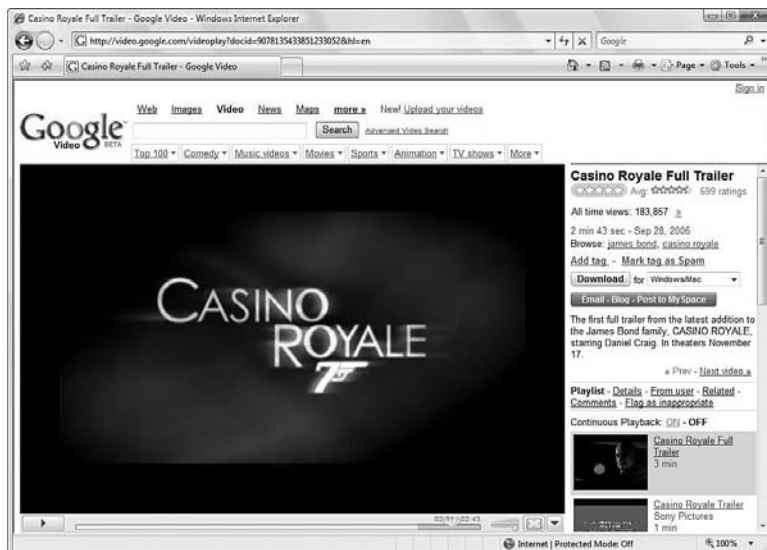 Casino Royale Full Trailer - Google Video - Windows Internet Explorer
http://video.google.com/videoplay?docid=9078135433851233052&hl=en
Google
Casino Royale Full Trailer - Google Video
Page
Tools
Sign in
Web Images Video News Maps more » New! Upload your videos
Google Video BETA
Search
Advanced Video Search
Top 100 Comedy Music videos Movies Sports Animation TV shows More
CASINO
ROYALE
7
Casino Royale Full Trailer
Avg: 699 ratings
All time views: 183,857 »
2 min 43 sec - Sep 28, 2006
Browse: james bond, casino royale
Add tag - Mark tag as Spam
Download for Windows/Mac
Email - Blog - Post to MySpace
The first full trailer from the latest addition to
the James Bond family, CASINO ROYALE,
starring Daniel Craig. In theaters November
17.
« Prev - Next video »
Playlist - Details - From user - Related -
Comments - Flag as inappropriate
Continuous Playback: ON - OFF
Casino Royale Full
Trailer
3 min
Casino Royale Trailer
Sony Pictures
1 min
Internet | Protected Mode: Off
100%